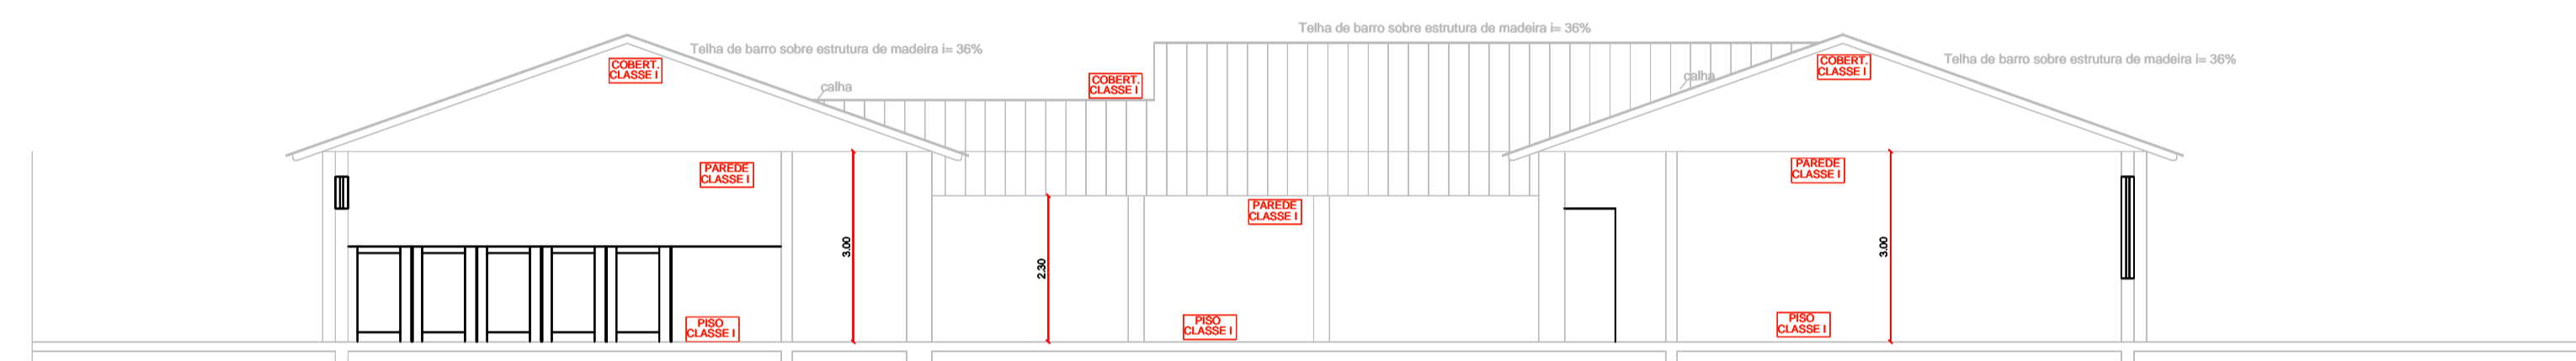 Telha de barro sobre estrutura de madeira i= 36%
Telha de barro sobre estrutura de madeira i= 36%
Telha de barro sobre estrutura de madeira i= 36%
COBERT.
CLASSE I
calha
COBERT.
CLASSE I
calha
COBERT.
CLASSE I
PAREDE
CLASSE I
PAREDE
CLASSE I
PAREDE
CLASSE I
3.00
2.30
3.00
PISO
CLASSE I
PISO
CLASSE I
PISO
CLASSE I